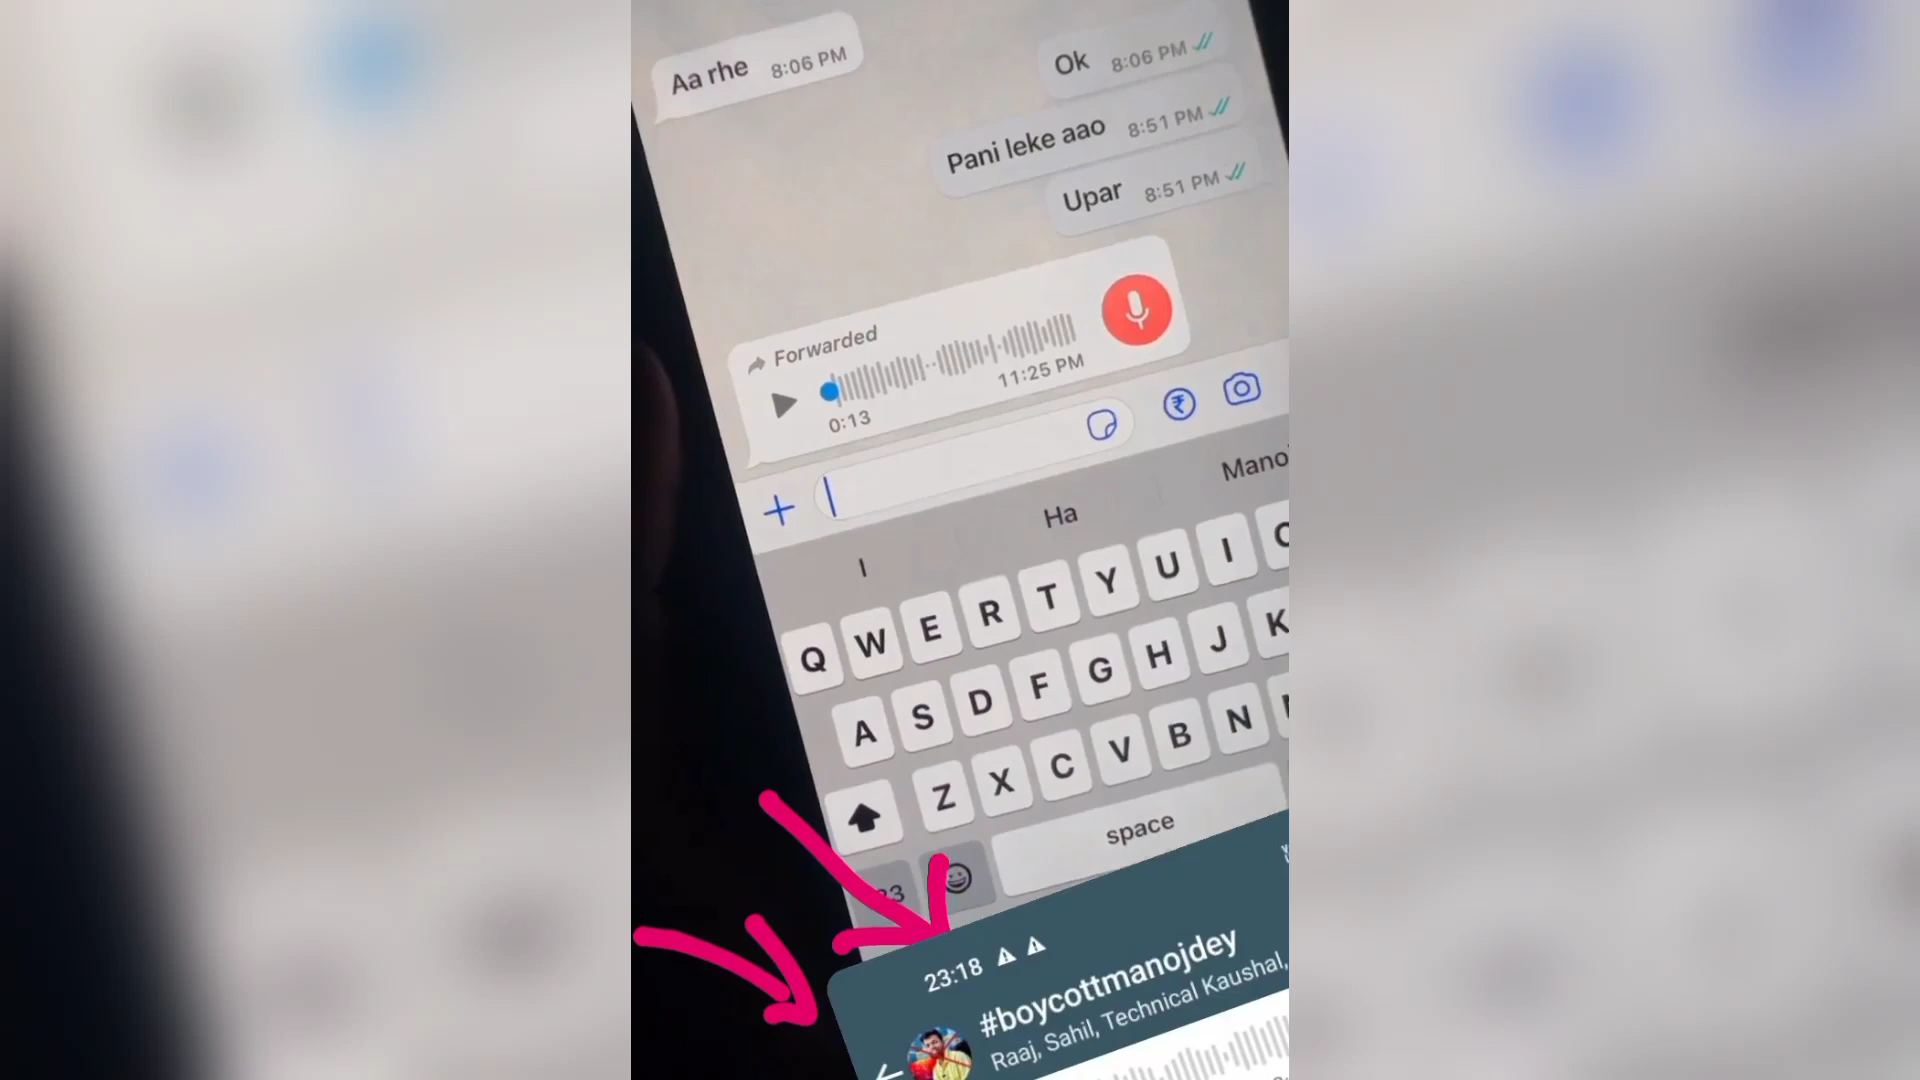 Aa rhe 8:06 PM
Ok 8:06 PM
Pani leke aao 8:51 PM
Upar 8:51 PM
Forwarded
0:13 11:25 PM
I Ha Mano
Q W E R T Y U I
A S D F G H J K
Z X C V B N
space
23:18
#boycottmanojdey
Raaj, Sahil, Technical Kaushal,